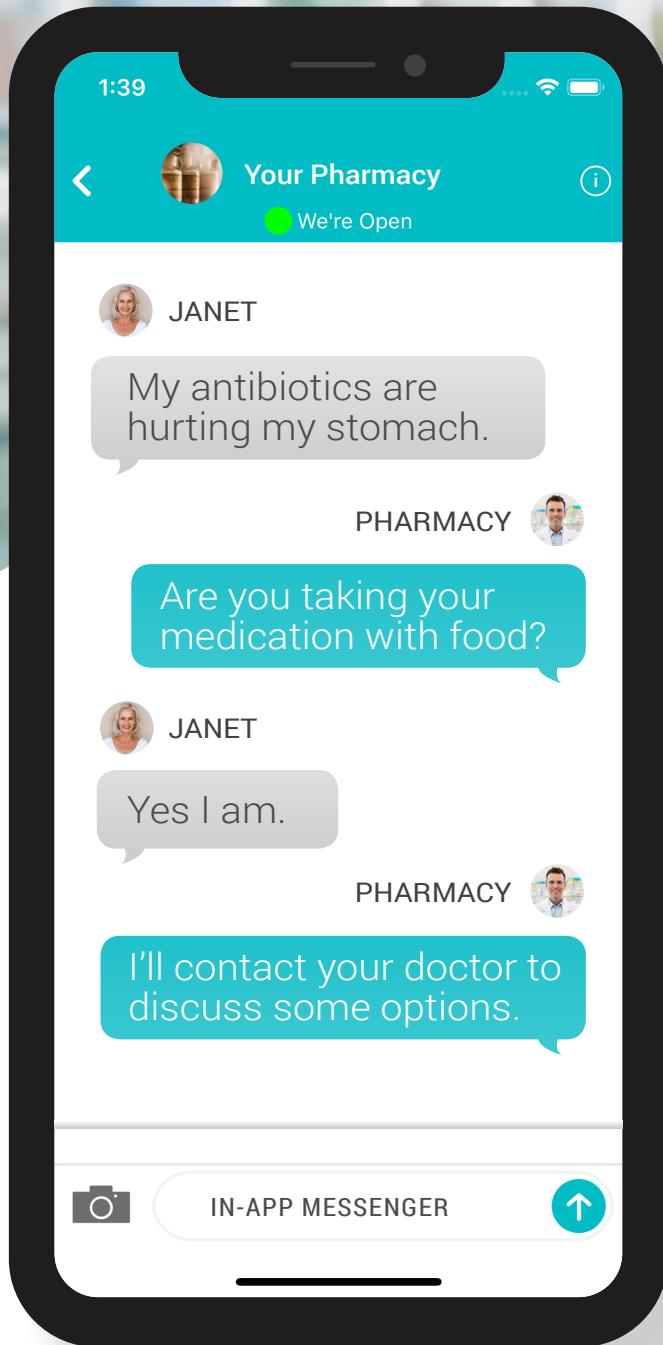 1:39
Your Pharmacy
We're Open
JANET
My antibiotics are
hurting my stomach.
PHARMACY
Are you taking your
medication with food?
JANET
Yes I am.
PHARMACY
I'll contact your doctor to
discuss some options.
IN-APP MESSENGER